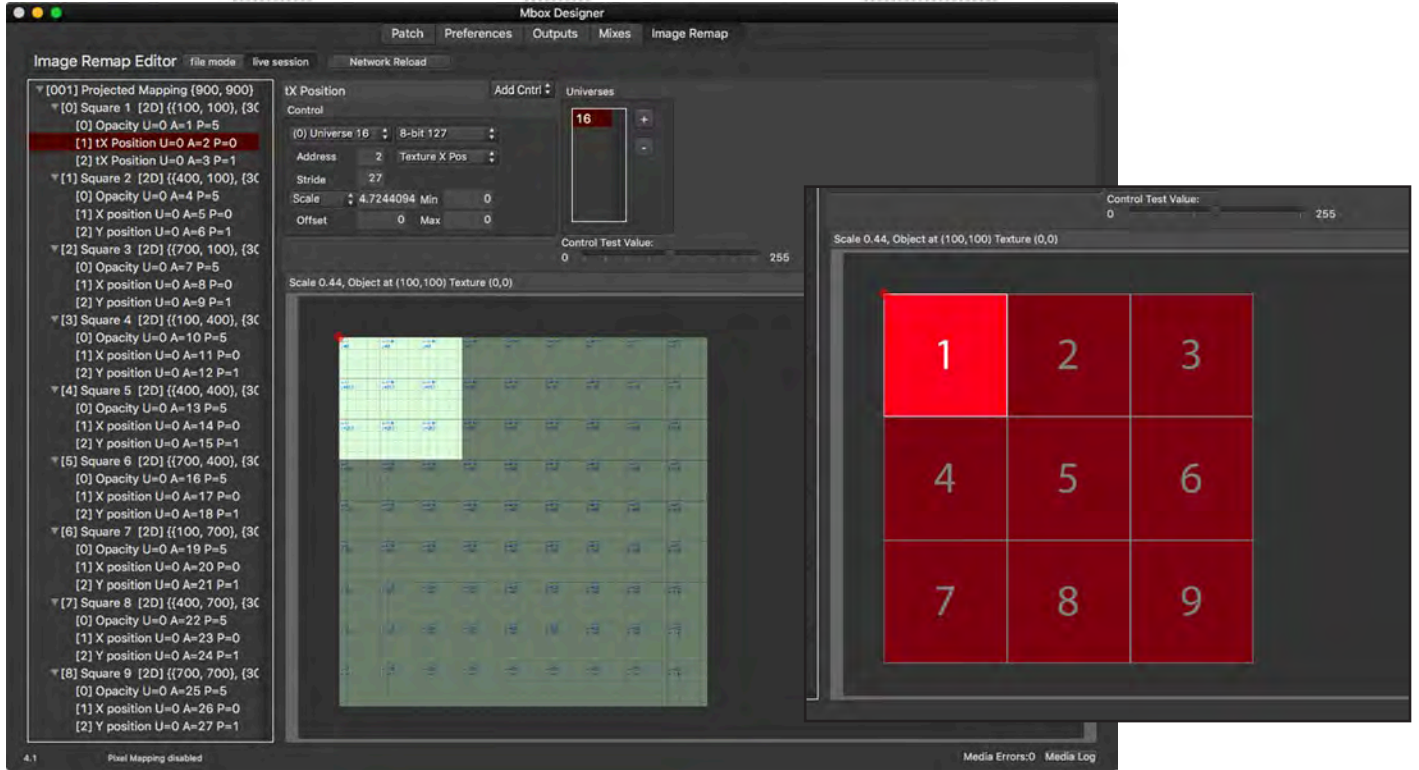 Mbox Designer
Patch Preferences Outputs Mixes Image Remap
Image Remap Editor file mode live session Network Reload
[001] Projected Mapping {900, 900}
[0] Square 1 [2D] {{100, 100}, {30
[0] Opacity U=0 A=1 P=5
[1] tX Position U=0 A=2 P=0
[2] tX Position U=0 A=3 P=1
[1] Square 2 [2D] {{400, 100}, {30
[0] Opacity U=0 A=4 P=5
[1] X position U=0 A=5 P=0
[2] Y position U=0 A=6 P=1
[2] Square 3 [2D] {{700, 100}, {30
[0] Opacity U=0 A=7 P=5
[1] X position U=0 A=8 P=0
[2] Y position U=0 A=9 P=1
[3] Square 4 [2D] {{100, 400}, {30
[0] Opacity U=0 A=10 P=5
[1] X position U=0 A=11 P=0
[2] Y position U=0 A=12 P=1
[4] Square 5 [2D] {{400, 400}, {30
[0] Opacity U=0 A=13 P=5
[1] X position U=0 A=14 P=0
[2] Y position U=0 A=15 P=1
[5] Square 6 [2D] {{700, 400}, {30
[0] Opacity U=0 A=16 P=5
[1] X position U=0 A=17 P=0
[2] Y position U=0 A=18 P=1
[6] Square 7 [2D] {{100, 700}, {30
[0] Opacity U=0 A=19 P=5
[1] X position U=0 A=20 P=0
[2] Y position U=0 A=21 P=1
[7] Square 8 [2D] {{400, 700}, {30
[0] Opacity U=0 A=22 P=5
[1] X position U=0 A=23 P=0
[2] Y position U=0 A=24 P=1
[8] Square 9 [2D] {{700, 700}, {30
[0] Opacity U=0 A=25 P=5
[1] X position U=0 A=26 P=0
[2] Y position U=0 A=27 P=1
tX Position Add Cntrl
Control
(0) Universe 16 8-bit 127
Address 2 Texture X Pos
Stride 27
Scale 4.7244094 Min 0
Offset 0 Max 0
Universes
16
+
-
Control Test Value:
0 255
Scale 0.44, Object at (100,100) Texture (0,0)
Control Test Value:
0 255
Scale 0.44, Object at (100,100) Texture (0,0)
1 2 3
4 5 6
7 8 9
4.1 Pixel Mapping disabled Media Errors:0 Media Log